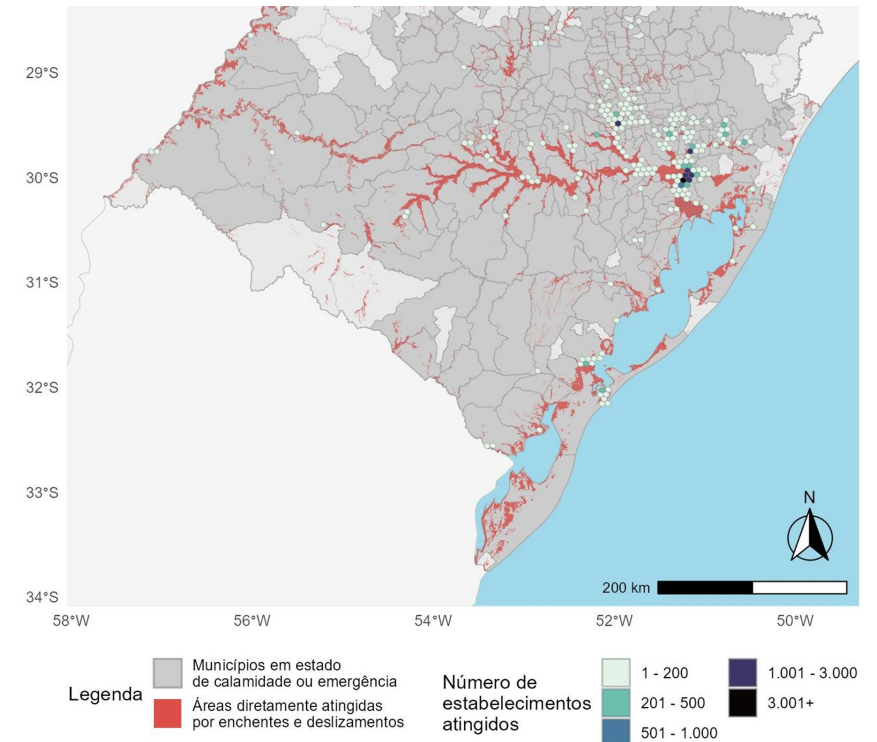 29°S
30°S
31°S
32°S
33°S
34°S
N
200 km
58°W
56°W
54°W
52°W
50°W
Legenda
Municípios em estado
de calamidade ou emergência
Áreas diretamente atingidas
por enchentes e deslizamentos
Número de
estabelecimentos
atingidos
1 - 200
201 - 500
501 - 1.000
1.001 - 3.000
3.001+